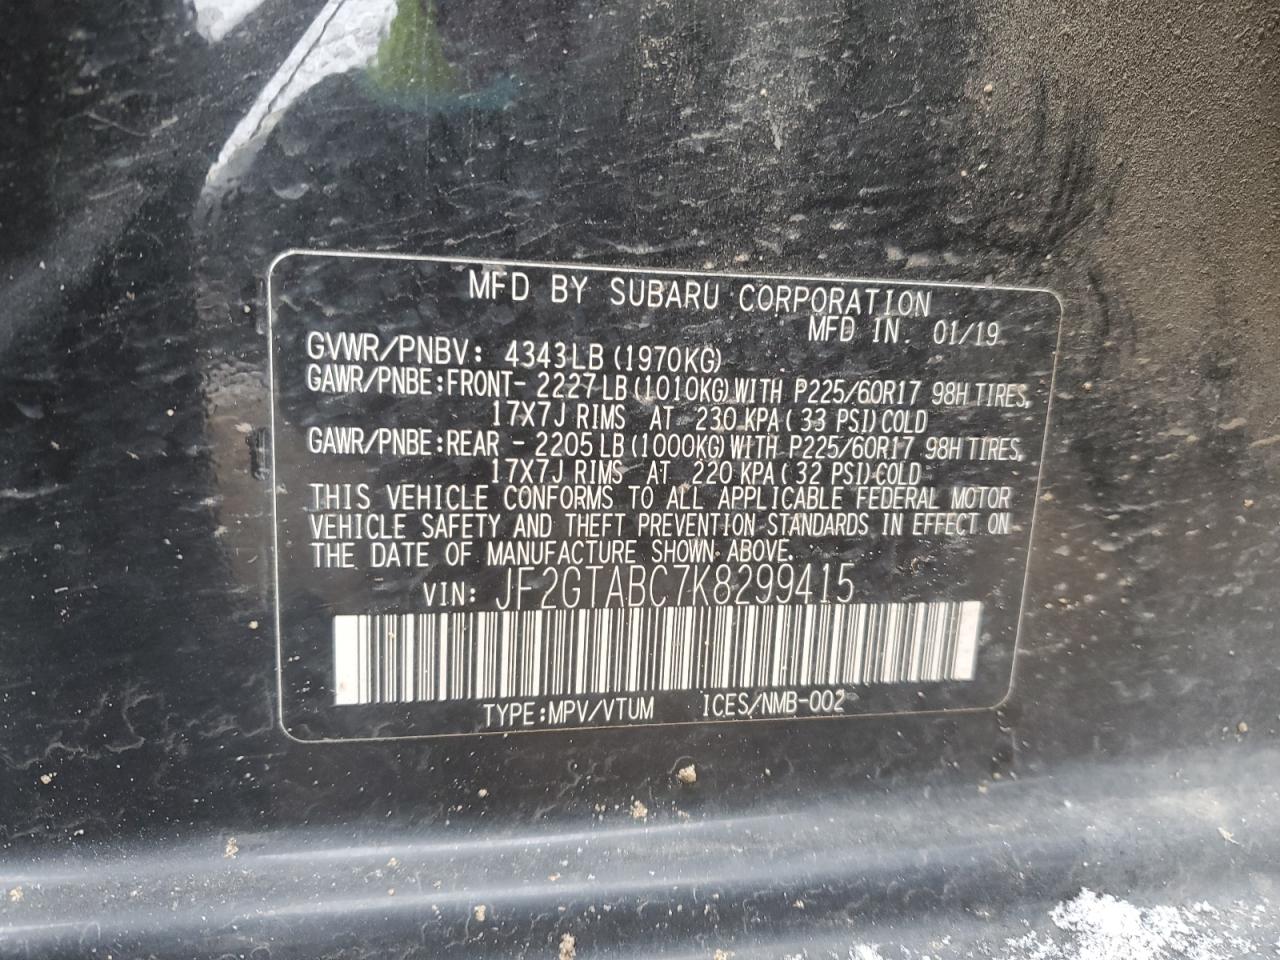 MFD BY SUBARU CORPORATION
MFD IN. 01/19
GVWR/PNBV: 4343LB (1970KG)
GAWR/PNBE:FRONT- 2227LB (1010KG) WITH P225/60R17 98H TIRES,
17X7J RIMS AT 230 KPA ( 33 PSI) COLD
GAWR/PNBE:REAR - 2205LB (1000KG) WITH P225/60R17 98H TIRES,
17X7J RIMS AT 220 KPA ( 32 PSI) COLD
THIS VEHICLE CONFORMS TO ALL APPLICABLE FEDERAL MOTOR
VEHICLE SAFETY AND THEFT PREVENTION STANDARDS IN EFFECT ON
THE DATE OF MANUFACTURE SHOWN ABOVE.
VIN: JF2GTABC7K8299415
TYPE:MPV/VTUM ICES/NMB-002